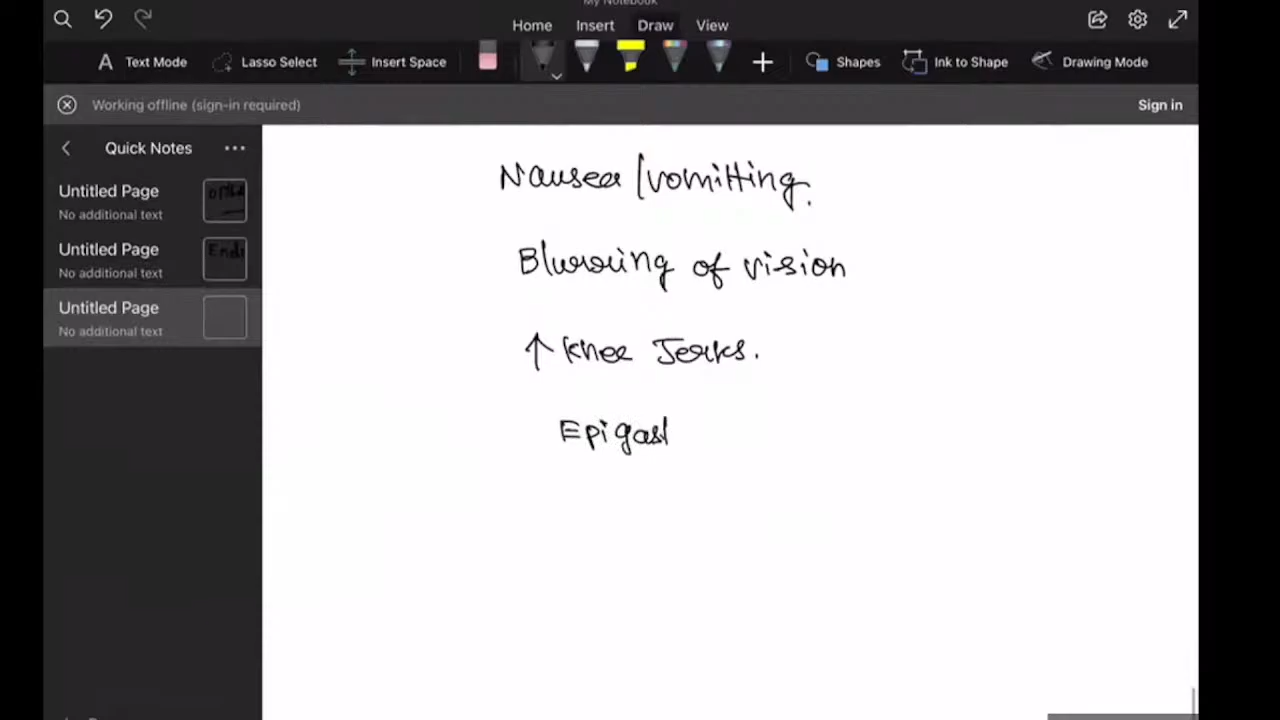 My Notebook
Home Insert Draw View
Text Mode Lasso Select Insert Space Shapes Ink to Shape Drawing Mode
Working offline (sign-in required) Sign in
Quick Notes
Untitled Page
No additional text
Untitled Page
No additional text
Untitled Page
No additional text
Nausea/vomitting.
Blurring of vision
↑ Knee Jerks.
Epigast